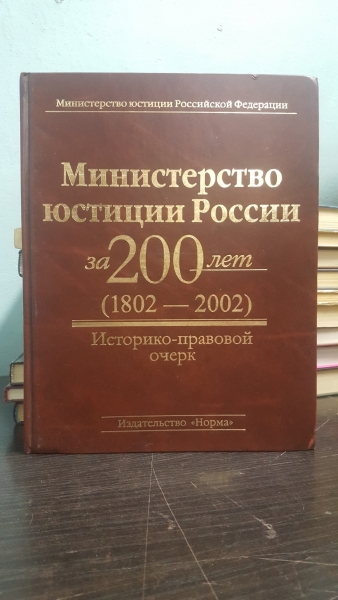 Министерство юстиции Российской Федерации
Министерство
юстиции России
за 200 лет
(1802 — 2002)
Историко-правовой
очерк
Издательство «Норма»